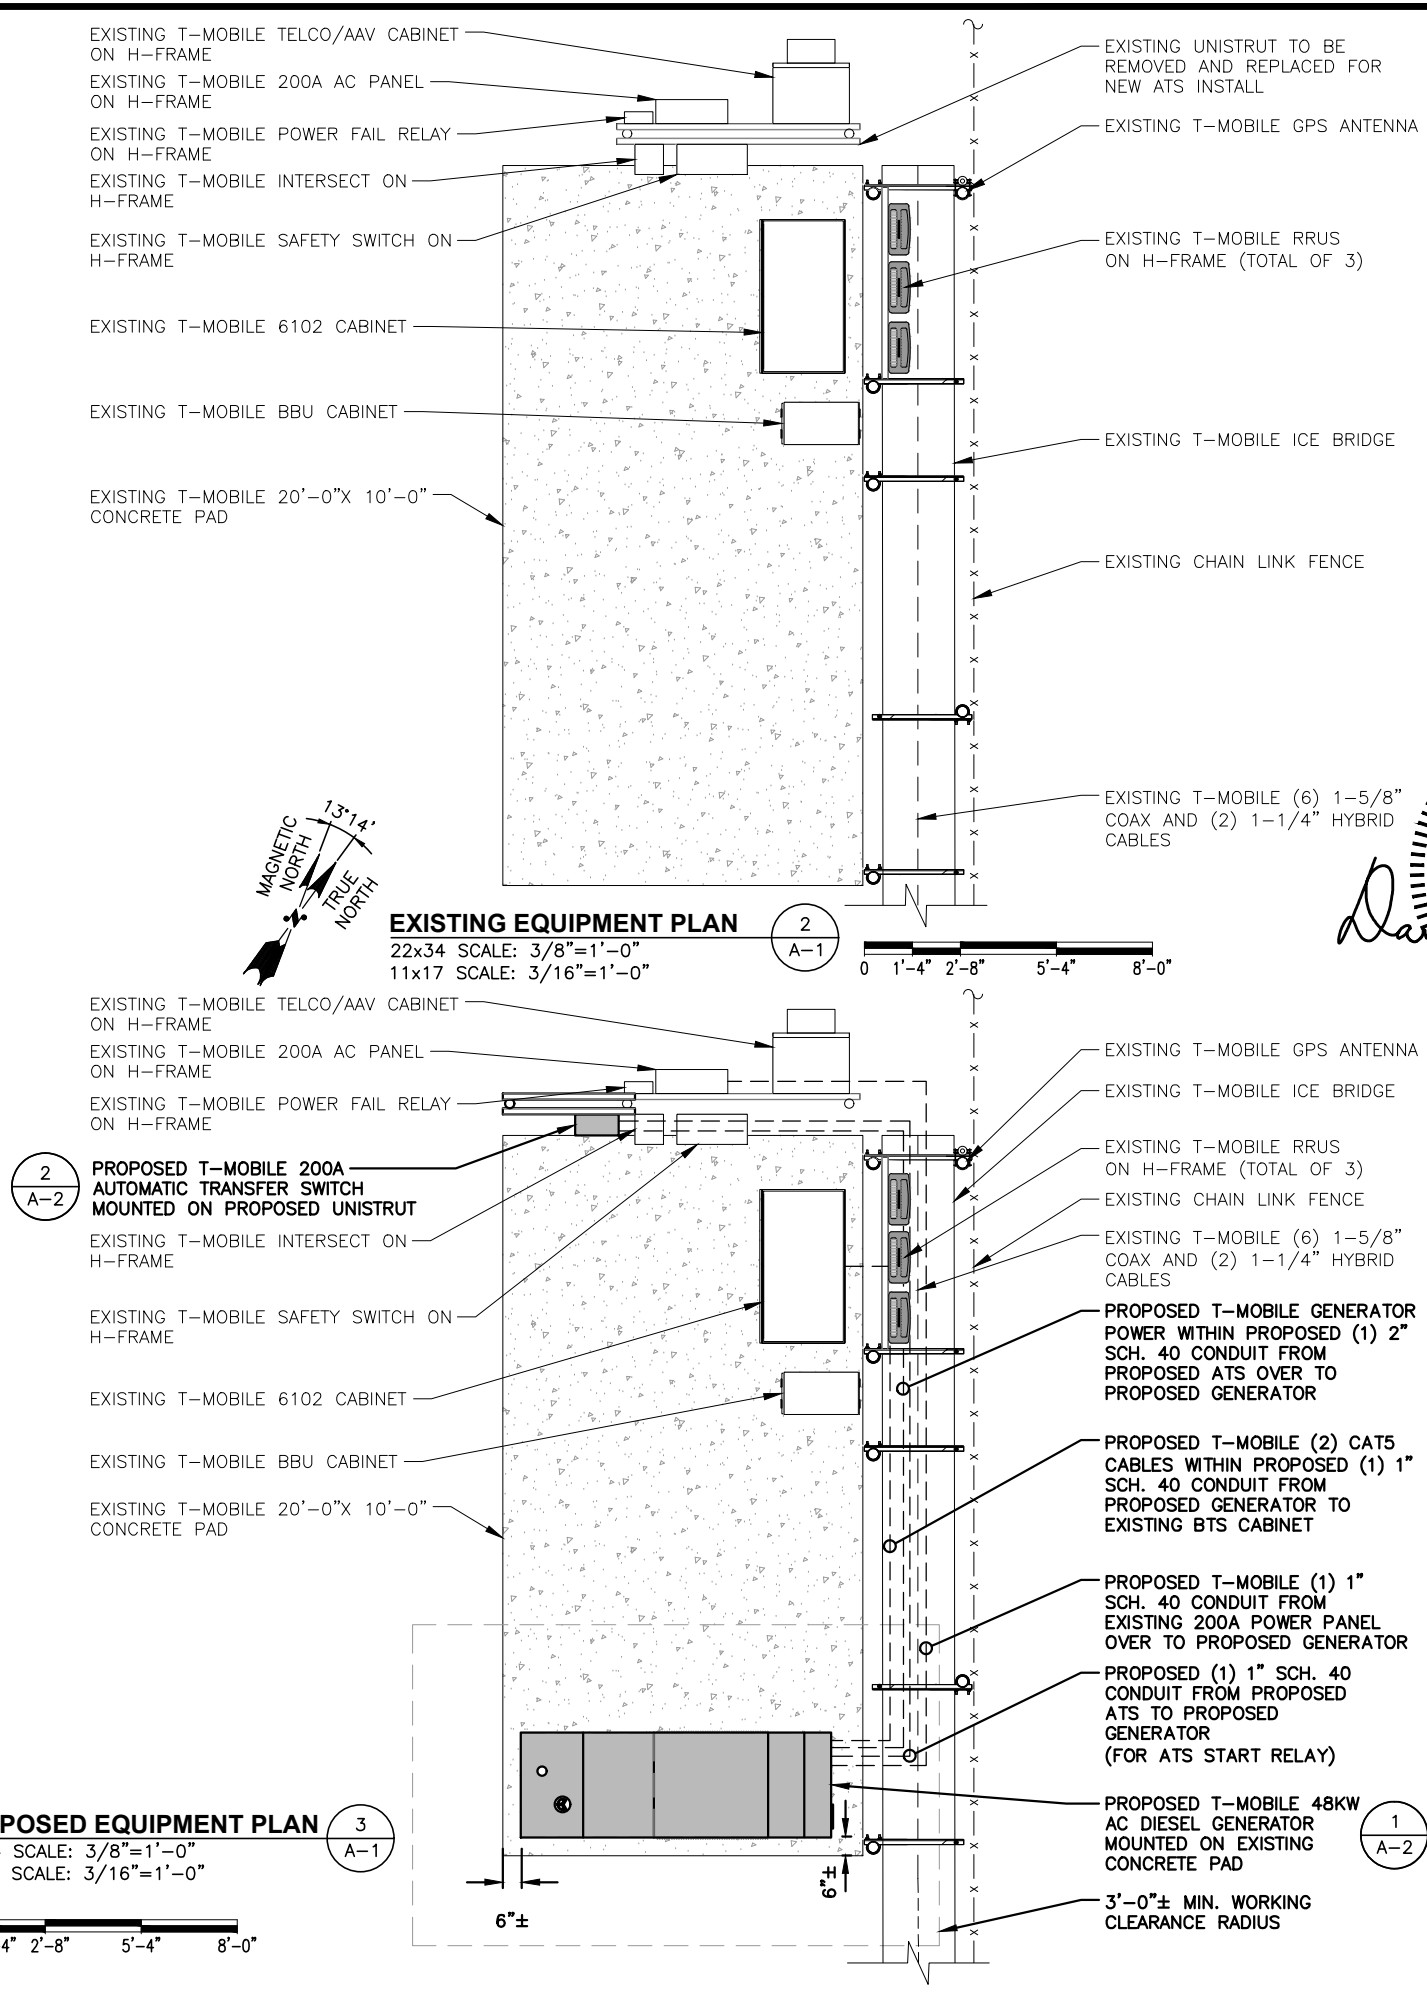 EXISTING T-MOBILE TELCO/AAV CABINET
ON H-FRAME
EXISTING T-MOBILE 200A AC PANEL
ON H-FRAME
EXISTING T-MOBILE POWER FAIL RELAY
ON H-FRAME
EXISTING T-MOBILE INTERSECT ON
H-FRAME
EXISTING T-MOBILE SAFETY SWITCH ON
H-FRAME
EXISTING T-MOBILE 6102 CABINET
EXISTING T-MOBILE BBU CABINET
EXISTING T-MOBILE 20'-0"X 10'-0"
CONCRETE PAD
EXISTING UNISTRUT TO BE
REMOVED AND REPLACED FOR
NEW ATS INSTALL
EXISTING T-MOBILE GPS ANTENNA
EXISTING T-MOBILE RRUS
ON H-FRAME (TOTAL OF 3)
EXISTING T-MOBILE ICE BRIDGE
EXISTING CHAIN LINK FENCE
EXISTING T-MOBILE (6) 1-5/8"
COAX AND (2) 1-1/4" HYBRID
CABLES
13°14'
MAGNETIC
NORTH
TRUE
NORTH
EXISTING EQUIPMENT PLAN
2
A-1
22x34 SCALE: 3/8"=1'-0"
11x17 SCALE: 3/16"=1'-0"
0 1'-4" 2'-8" 5'-4" 8'-0"
EXISTING T-MOBILE TELCO/AAV CABINET
ON H-FRAME
EXISTING T-MOBILE 200A AC PANEL
ON H-FRAME
EXISTING T-MOBILE POWER FAIL RELAY
ON H-FRAME
2
A-2
PROPOSED T-MOBILE 200A
AUTOMATIC TRANSFER SWITCH
MOUNTED ON PROPOSED UNISTRUT
EXISTING T-MOBILE INTERSECT ON
H-FRAME
EXISTING T-MOBILE SAFETY SWITCH ON
H-FRAME
EXISTING T-MOBILE 6102 CABINET
EXISTING T-MOBILE BBU CABINET
EXISTING T-MOBILE 20'-0"X 10'-0"
CONCRETE PAD
EXISTING T-MOBILE GPS ANTENNA
EXISTING T-MOBILE ICE BRIDGE
EXISTING T-MOBILE RRUS
ON H-FRAME (TOTAL OF 3)
EXISTING CHAIN LINK FENCE
EXISTING T-MOBILE (6) 1-5/8"
COAX AND (2) 1-1/4" HYBRID
CABLES
PROPOSED T-MOBILE GENERATOR
POWER WITHIN PROPOSED (1) 2"
SCH. 40 CONDUIT FROM
PROPOSED ATS OVER TO
PROPOSED GENERATOR
PROPOSED T-MOBILE (2) CAT5
CABLES WITHIN PROPOSED (1) 1"
SCH. 40 CONDUIT FROM
PROPOSED GENERATOR TO
EXISTING BTS CABINET
PROPOSED T-MOBILE (1) 1"
SCH. 40 CONDUIT FROM
EXISTING 200A POWER PANEL
OVER TO PROPOSED GENERATOR
PROPOSED (1) 1" SCH. 40
CONDUIT FROM PROPOSED
ATS TO PROPOSED
GENERATOR
(FOR ATS START RELAY)
PROPOSED T-MOBILE 48KW
AC DIESEL GENERATOR
MOUNTED ON EXISTING
CONCRETE PAD
1
A-2
3'-0"± MIN. WORKING
CLEARANCE RADIUS
6"±
6"±
POSED EQUIPMENT PLAN
3
A-1
SCALE: 3/8"=1'-0"
SCALE: 3/16"=1'-0"
4" 2'-8" 5'-4" 8'-0"